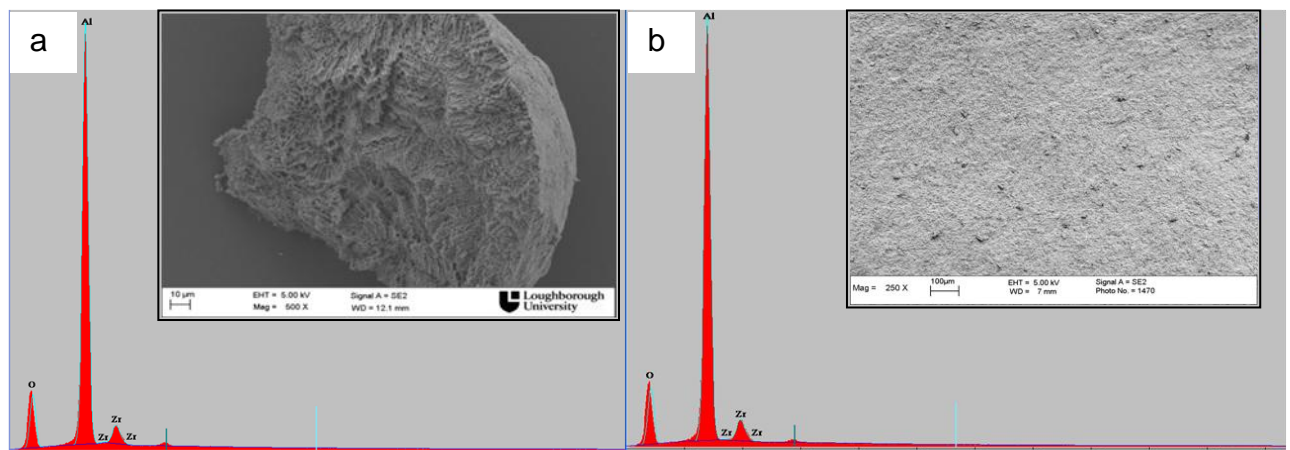 a
Al
O
Zr
Zr
Zr
10 µm
EHT = 5.00 kV
Signal A = SE2
Mag = 500 X
WD = 12.1 mm
Loughborough
University
b
Al
O
Zr
Zr
Zr
Mag = 250 X
100µm
EHT = 5.00 kV
Signal A = SE2
WD = 7 mm
Photo No. = 1470